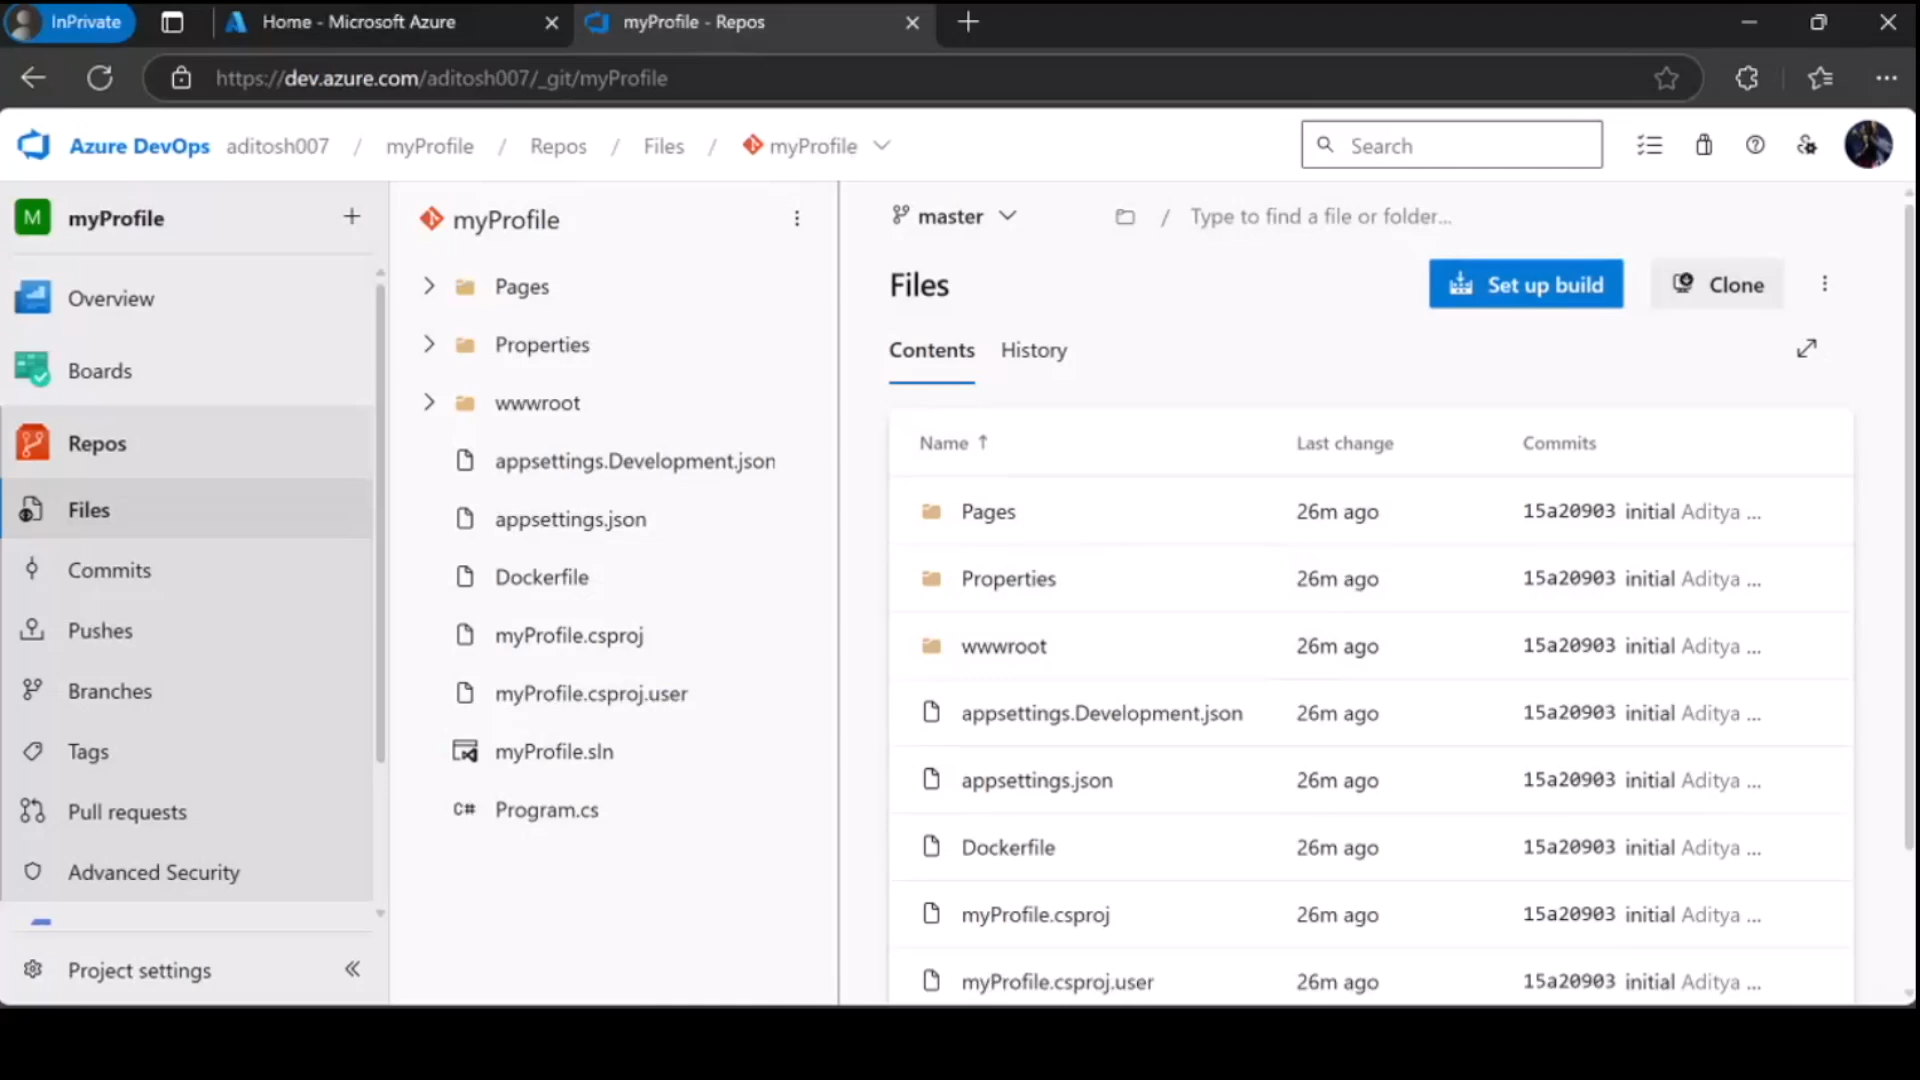 InPrivate
Home - Microsoft Azure
myProfile - Repos
https://dev.azure.com/aditosh007/_git/myProfile
Azure DevOps aditosh007 / myProfile / Repos / Files / myProfile
Search
M myProfile
Overview
Boards
Repos
Files
Commits
Pushes
Branches
Tags
Pull requests
Advanced Security
Project settings
myProfile
Pages
Properties
wwwroot
appsettings.Development.json
appsettings.json
Dockerfile
myProfile.csproj
myProfile.csproj.user
myProfile.sln
C# Program.cs
master / Type to find a file or folder...
Files
Set up build
Clone
Contents History
Name ↑ Last change Commits
Pages 26m ago 15a20903 initial Aditya ...
Properties 26m ago 15a20903 initial Aditya ...
wwwroot 26m ago 15a20903 initial Aditya ...
appsettings.Development.json 26m ago 15a20903 initial Aditya ...
appsettings.json 26m ago 15a20903 initial Aditya ...
Dockerfile 26m ago 15a20903 initial Aditya ...
myProfile.csproj 26m ago 15a20903 initial Aditya ...
myProfile.csproj.user 26m ago 15a20903 initial Aditya ...